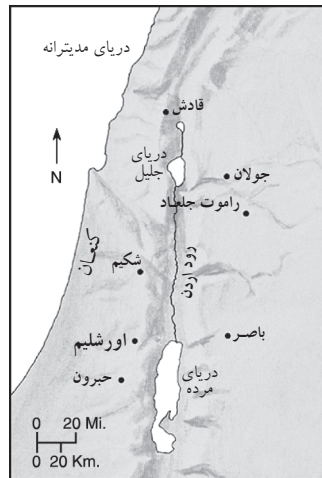 دریای مدیترانه
قادش
دریای
جلیل
جولان
راموت جلعاد
N
کنعان
شکیم
رود اردن
اورشلیم
باصر
حبرون
دریای
مرده
0 20 Mi.
0 20 Km.